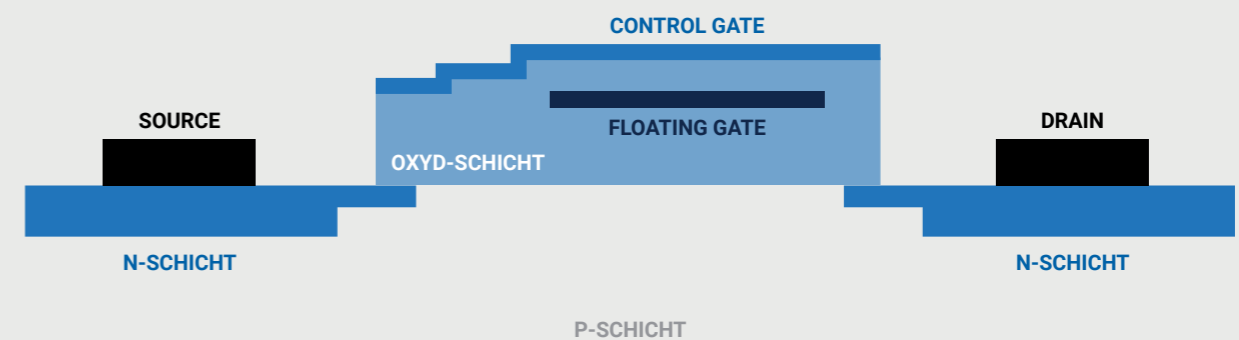 CONTROL GATE
SOURCE
FLOATING GATE
DRAIN
OXYD-SCHICHT
N-SCHICHT
N-SCHICHT
P-SCHICHT